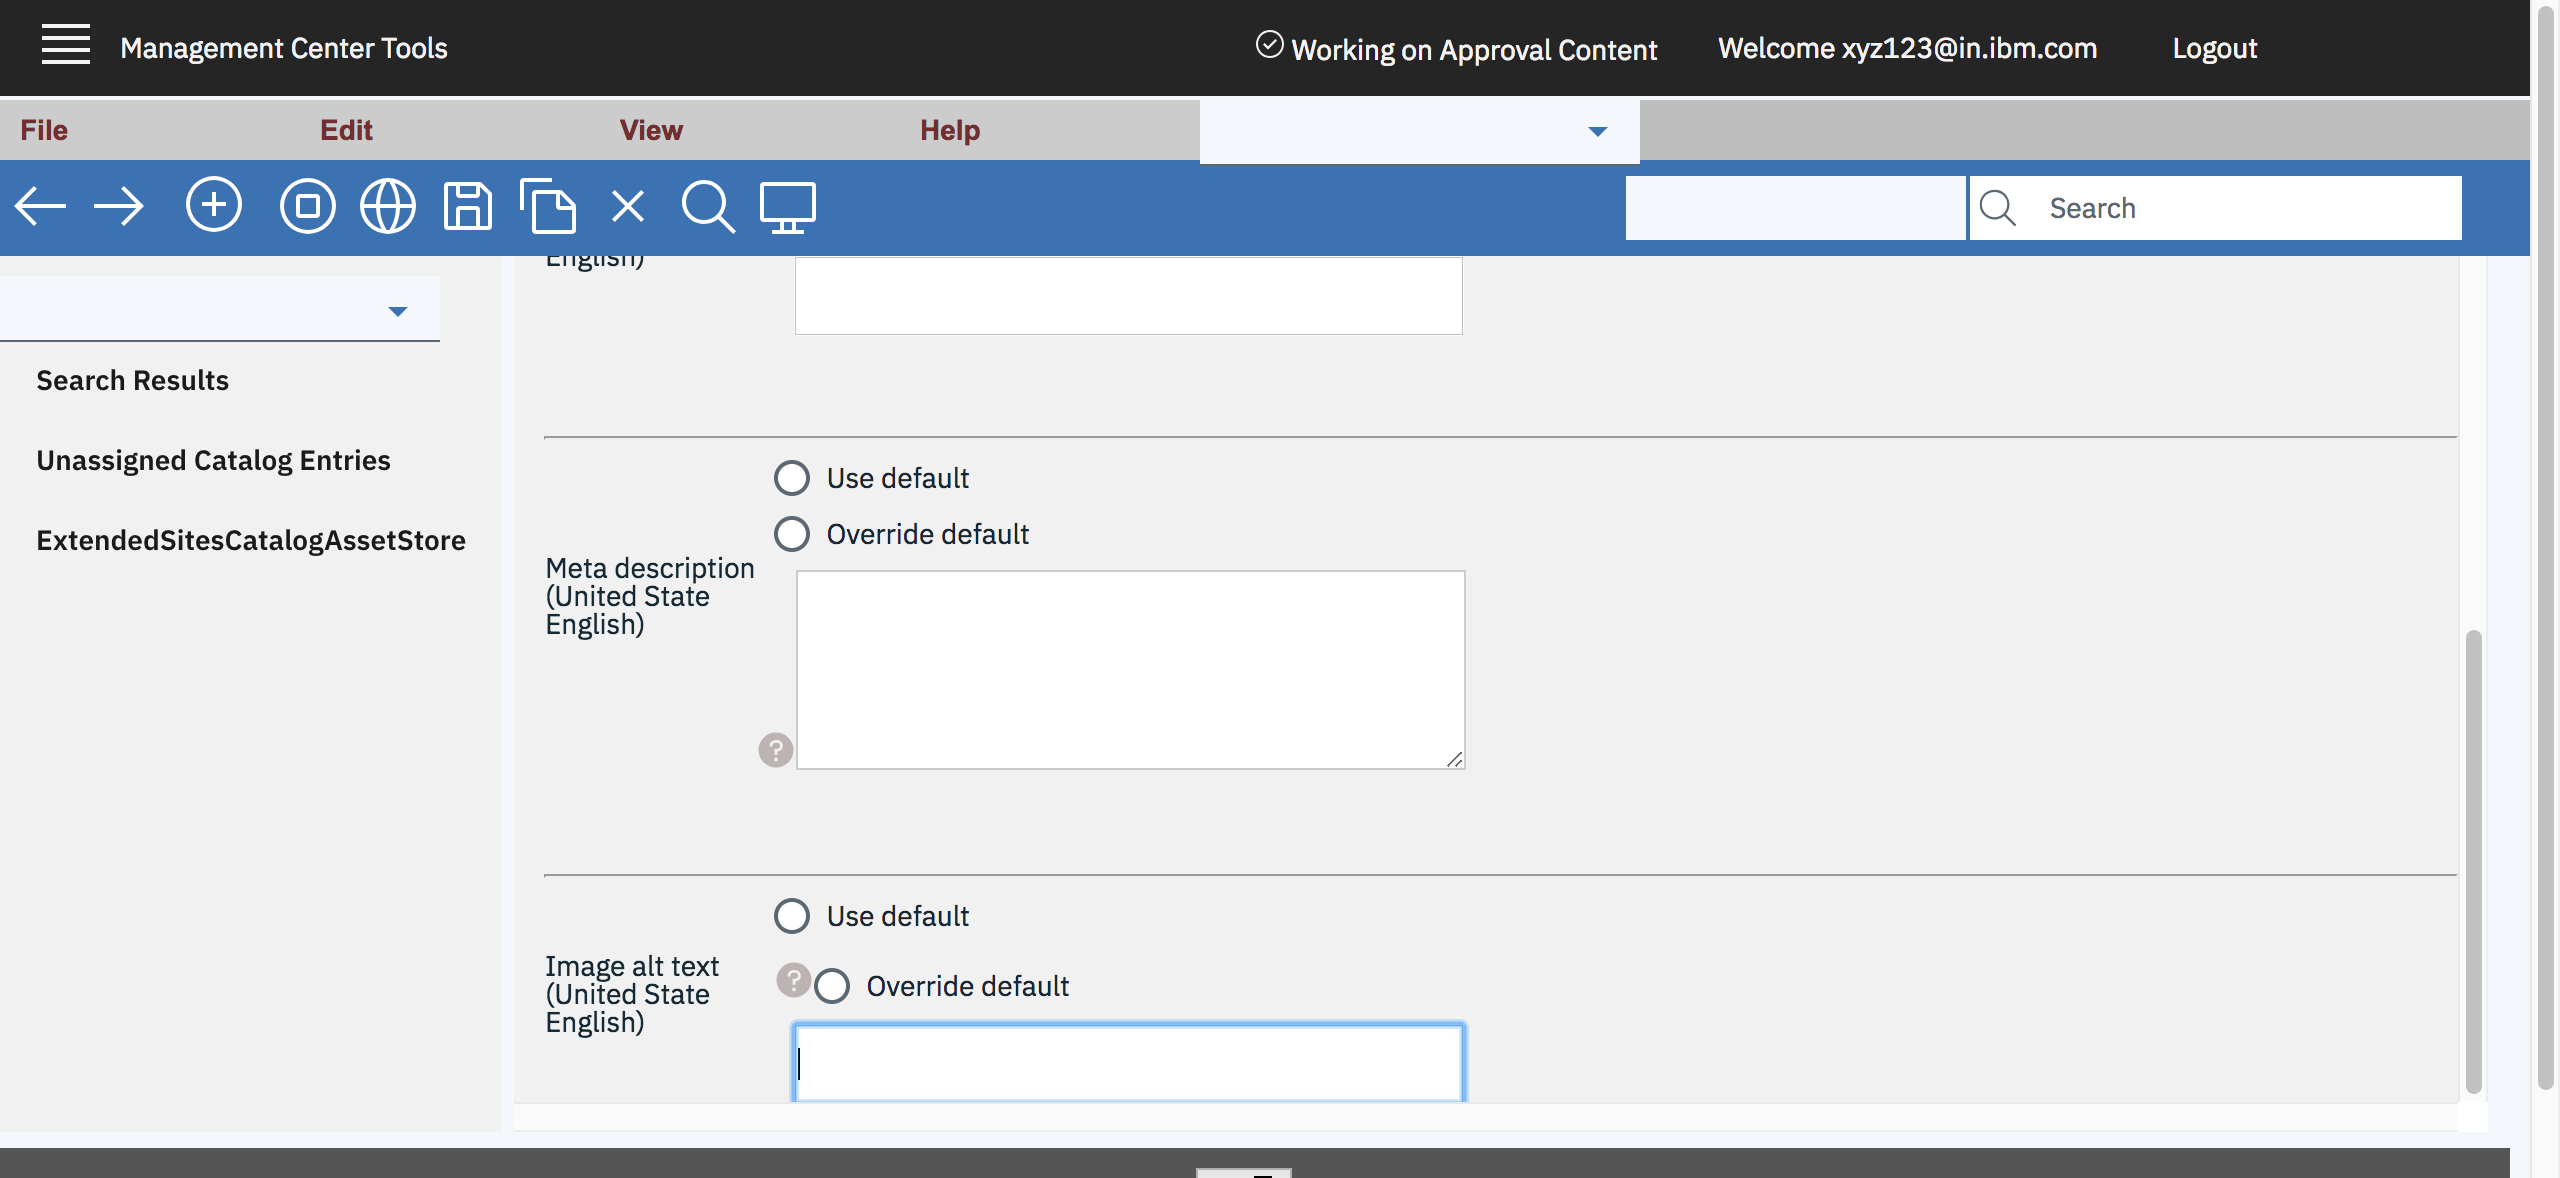 Management Center Tools
Working on Approval Content
Welcome xyz123@in.ibm.com
Logout
File
Edit
View
Help
Search
Search Results
Unassigned Catalog Entries
ExtendedSitesCatalogAssetStore
English)
Use default
Override default
Meta description
(United State
English)
?
Use default
Image alt text
(United State
English)
?
Override default